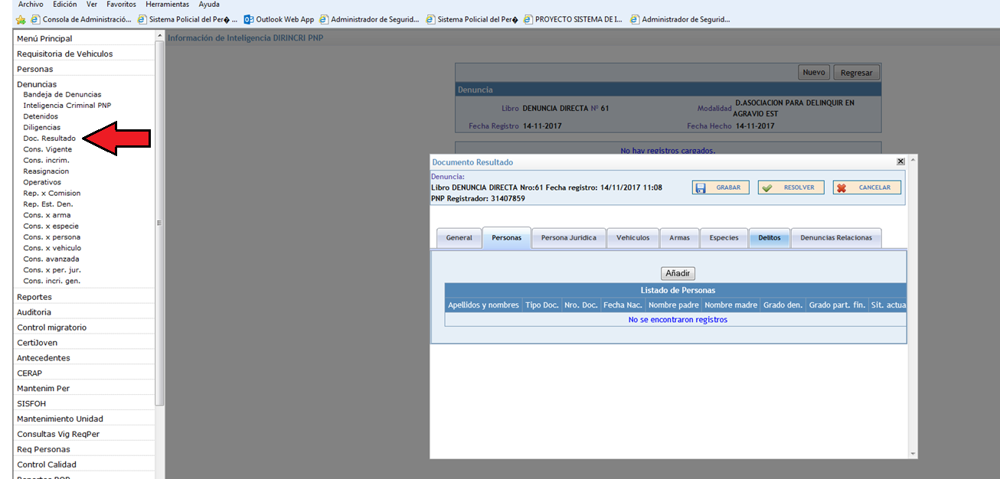 Archivo Edición Ver Favoritos Herramientas Ayuda
Consola de Administració... Sistema Policial del Per� ... Outlook Web App Administrador de Segurid... Sistema Policial del Per� PROYECTO SISTEMA DE I... Administrador de Segurid...
Menú Principal
Requisitoria de Vehiculos
Personas
Denuncias
Bandeja de Denuncias
Inteligencia Criminal PNP
Detenidos
Diligencias
Doc. Resultado
Cons. Vigente
Cons. incrim.
Reasignacion
Operativos
Rep. x Comision
Rep. Est. Den.
Cons. x arma
Cons. x especie
Cons. x persona
Cons. x vehiculo
Cons. avanzada
Cons. x per. jur.
Cons. incri. gen.
Reportes
Auditoria
Control migratorio
CertiJoven
Antecedentes
CERAP
Mantenim Per
SISFOH
Mantenimiento Unidad
Consultas Vig ReqPer
Req Personas
Control Calidad
Reportes POP
Información de Inteligencia DIRINCRI PNP
Nuevo Regresar
Denuncia
Libro DENUNCIA DIRECTA Nº 61 Modalidad D.ASOCIACION PARA DELINQUIR EN
AGRAVIO EST
Fecha Registro 14-11-2017 Fecha Hecho 14-11-2017
No hay registros cargados.
Documento Resultado
Denuncia:
Libro DENUNCIA DIRECTA Nro:61 Fecha registro: 14/11/2017 11:08
PNP Registrador: 31407859
GRABAR RESOLVER CANCELAR
General Personas Persona Juridica Vehiculos Armas Especies Delitos Denuncias Relacionas
Añadir
Listado de Personas
Apellidos y nombres Tipo Doc. Nro. Doc. Fecha Nac. Nombre padre Nombre madre Grado den. Grado part. fin. Sit. actua
No se encontraron registros